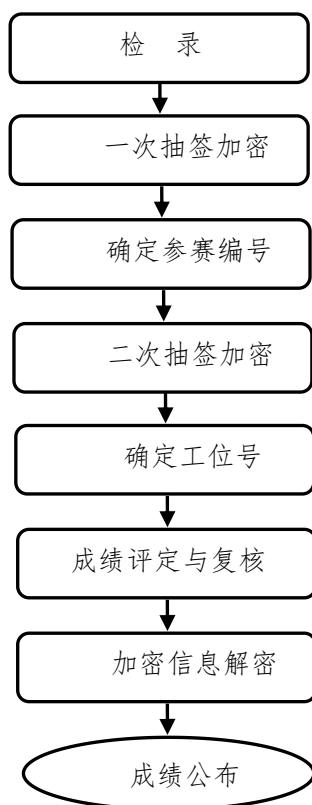 检 录
一次抽签加密
确定参赛编号
二次抽签加密
确定工位号
成绩评定与复核
加密信息解密
成绩公布